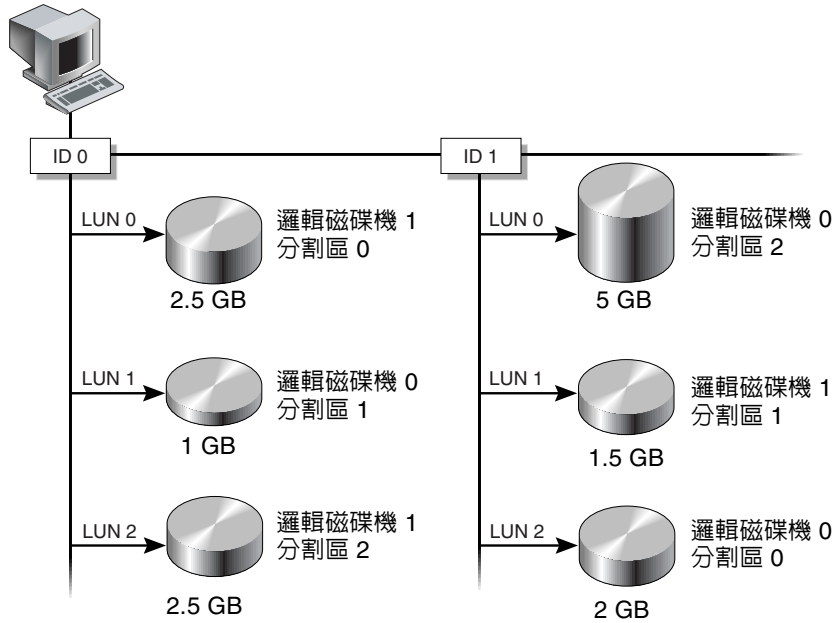 ID 0
ID 1
LUN 0
邏輯磁碟機 1
分割區 0
2.5 GB
LUN 0
邏輯磁碟機 0
分割區 2
5 GB
LUN 1
邏輯磁碟機 0
分割區 1
1 GB
LUN 1
邏輯磁碟機 1
分割區 1
1.5 GB
LUN 2
邏輯磁碟機 1
分割區 2
2.5 GB
LUN 2
邏輯磁碟機 0
分割區 0
2 GB